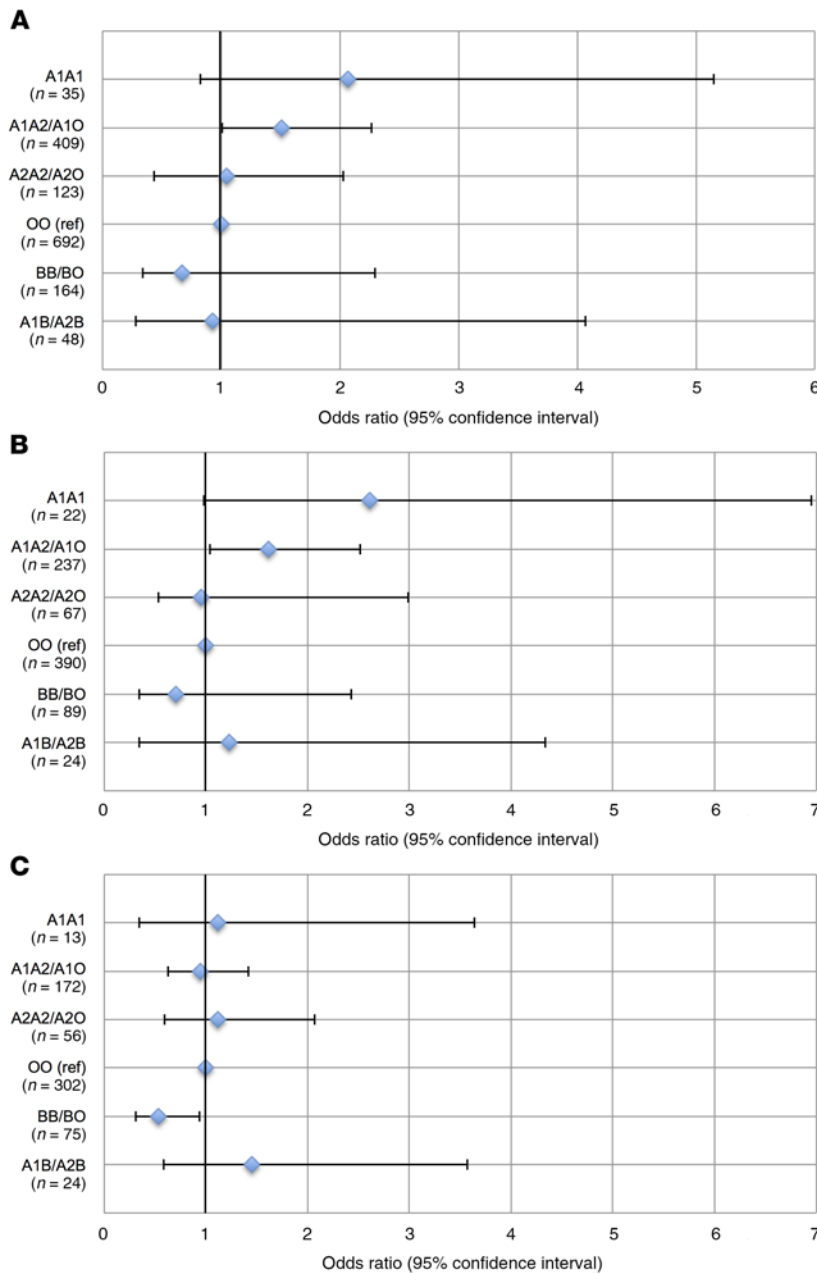 A
A1A1
(n = 35)
A1A2/A1O
(n = 409)
A2A2/A2O
(n = 123)
OO (ref)
(n = 692)
BB/BO
(n = 164)
A1B/A2B
(n = 48)
0 1 2 3 4 5 6
Odds ratio (95% confidence interval)
B
A1A1
(n = 22)
A1A2/A1O
(n = 237)
A2A2/A2O
(n = 67)
OO (ref)
(n = 390)
BB/BO
(n = 89)
A1B/A2B
(n = 24)
0 1 2 3 4 5 6 7
Odds ratio (95% confidence interval)
C
A1A1
(n = 13)
A1A2/A1O
(n = 172)
A2A2/A2O
(n = 56)
OO (ref)
(n = 302)
BB/BO
(n = 75)
A1B/A2B
(n = 24)
0 1 2 3 4 5 6 7
Odds ratio (95% confidence interval)